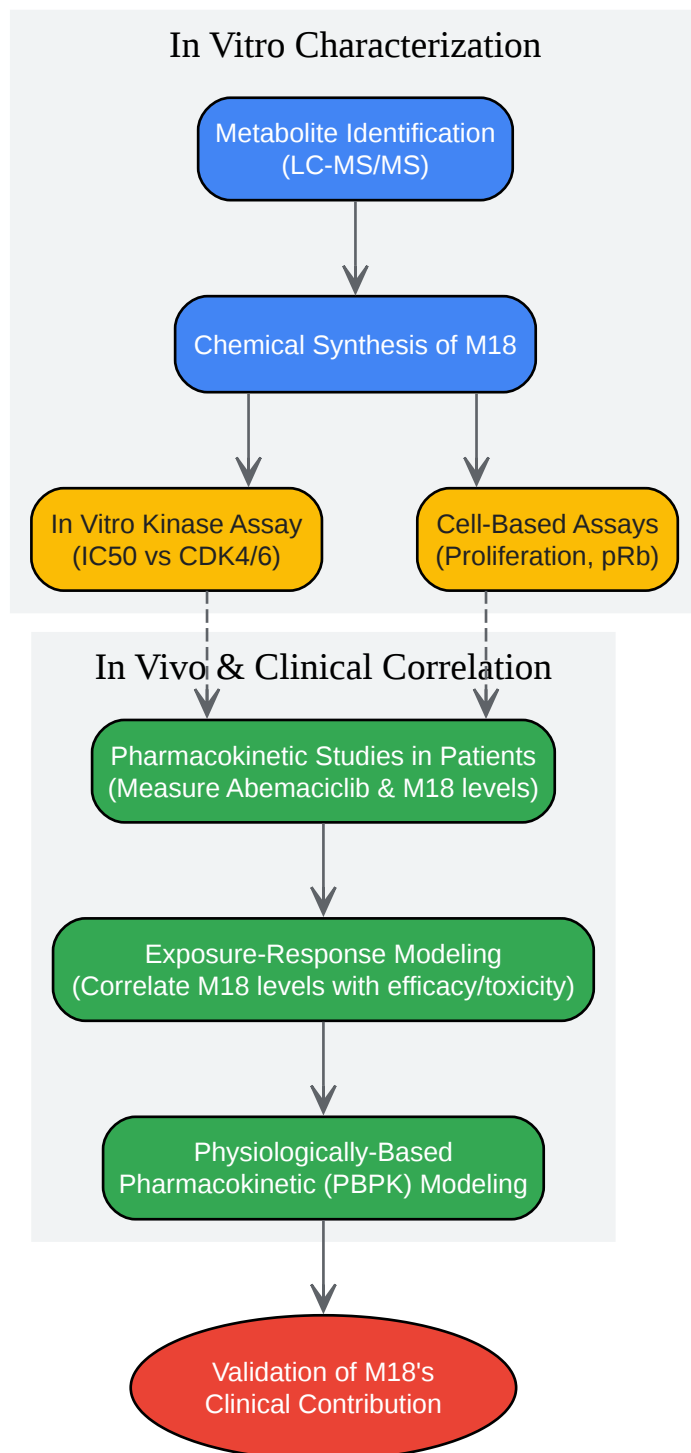 In Vitro Characterization
Metabolite Identification
(LC-MS/MS)
Chemical Synthesis of M18
In Vitro Kinase Assay
(IC50 vs CDK4/6)
Cell-Based Assays
(Proliferation, pRb)
In Vivo & Clinical Correlation
Pharmacokinetic Studies in Patients
(Measure Abemaciclib & M18 levels)
Exposure-Response Modeling
(Correlate M18 levels with efficacy/toxicity)
Physiologically-Based
Pharmacokinetic (PBPK) Modeling
Validation of M18's
Clinical Contribution